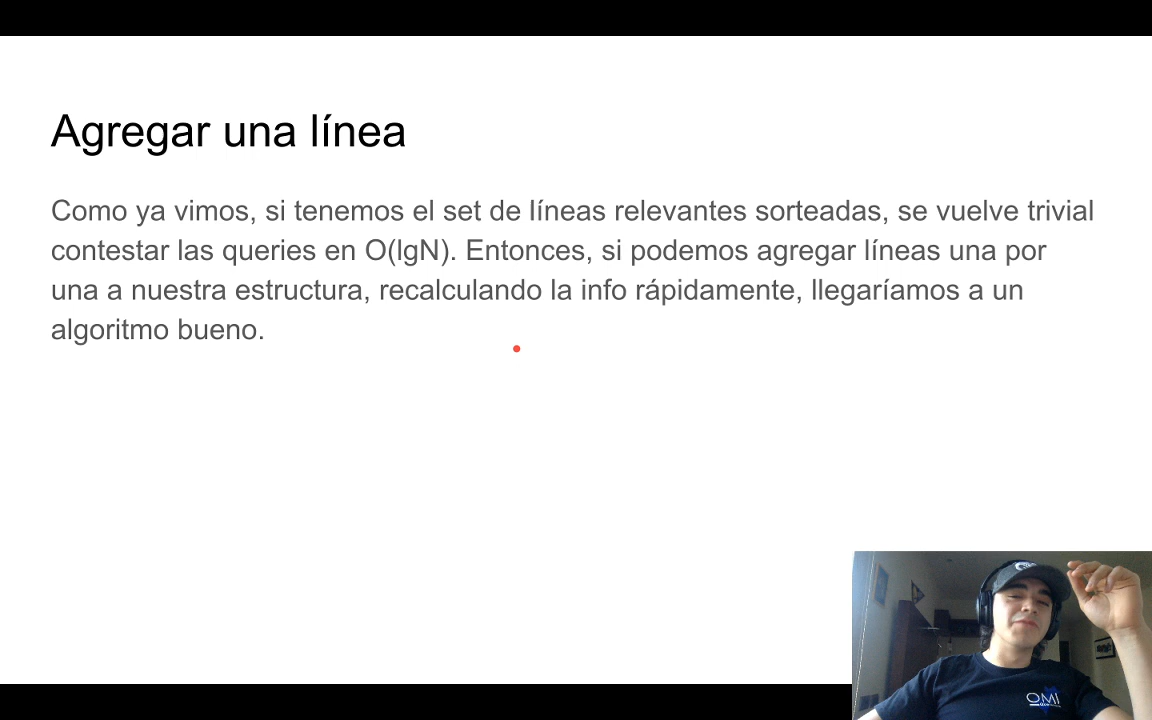 Agregar una línea
Como ya vimos, si tenemos el set de líneas relevantes sorteadas, se vuelve trivial
contestar las queries en O(lgN). Entonces, si podemos agregar líneas una por
una a nuestra estructura, recalculando la info rápidamente, llegaríamos a un
algoritmo bueno.
OMI